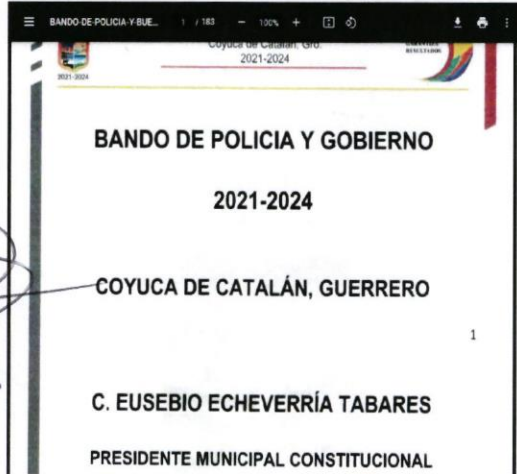 BANDO-DE-POLICIA-Y-BUE... 1 / 183 − 100% +
Coyuca de Catalán, Gro.
2021-2024
2021-2024
RESULTADOS
BANDO DE POLICIA Y GOBIERNO
2021-2024
COYUCA DE CATALÁN, GUERRERO
1
C. EUSEBIO ECHEVERRÍA TABARES
PRESIDENTE MUNICIPAL CONSTITUCIONAL